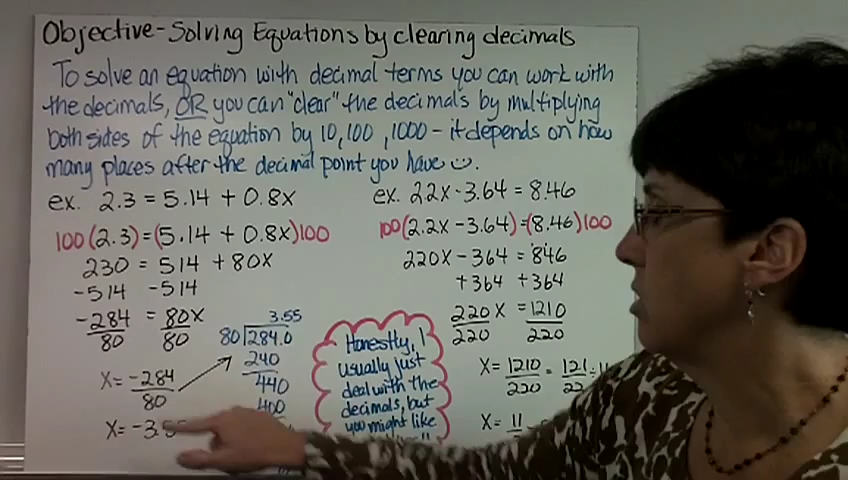 Objective-Solving Equations by clearing decimals
To solve an equation with decimal terms you can work with
the decimals, OR you can "clear" the decimals by multiplying
both sides of the equation by 10, 100, 1000 - it depends on how
many places after the decimal point you have.
ex. 2.3 = 5.14 + 0.8x
100(2.3) = (5.14 + 0.8x)100
230 = 514 + 80x
-514 -514
-284 = 80x
80 80
x = -284
80
x = -3.5
3.55
80 284.0
240
440
400
ex. 2.2x - 3.64 = 8.46
100(2.2x - 3.64) = (8.46)100
220x - 364 = 846
+364 +364
220x = 1210
220 220
x = 1210 = 121
220 22
x = 11
Honestly, I
usually just
deal with the
decimals, but
you might like